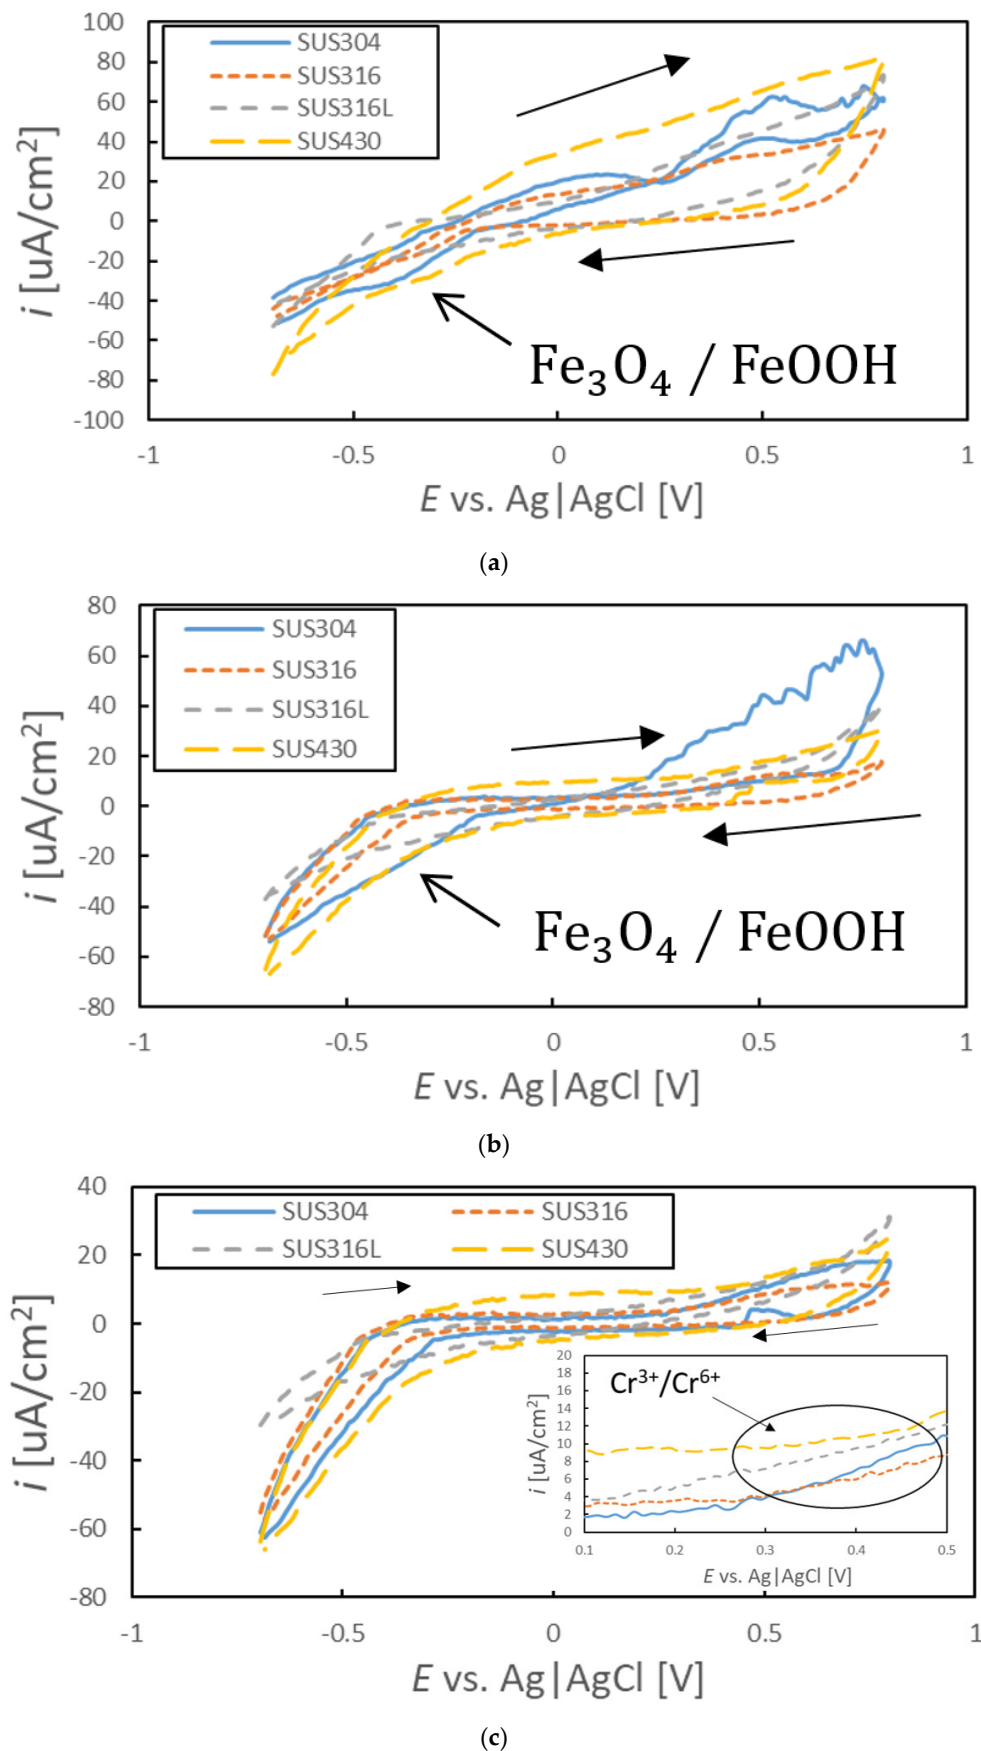 100
80
60
40
20
0
-20
-40
-60
-80
-100
i [uA/cm²]
SUS304
SUS316
SUS316L
SUS430
Fe₃O₄ / FeOOH
-1 -0.5 0 0.5 1
E vs. Ag|AgCl [V]
(a)
80
60
40
20
0
-20
-40
-60
-80
i [uA/cm²]
SUS304
SUS316
SUS316L
SUS430
Fe₃O₄ / FeOOH
-1 -0.5 0 0.5 1
E vs. Ag|AgCl [V]
(b)
40
20
0
-20
-40
-60
-80
i [uA/cm²]
SUS304 SUS316
SUS316L SUS430
20
18
16
14
12
10
8
6
4
2
0
i [uA/cm²]
Cr³⁺/Cr⁶⁺
0.1 0.2 0.3 0.4 0.5
E vs. Ag|AgCl [V]
-1 -0.5 0 0.5 1
E vs. Ag|AgCl [V]
(c)